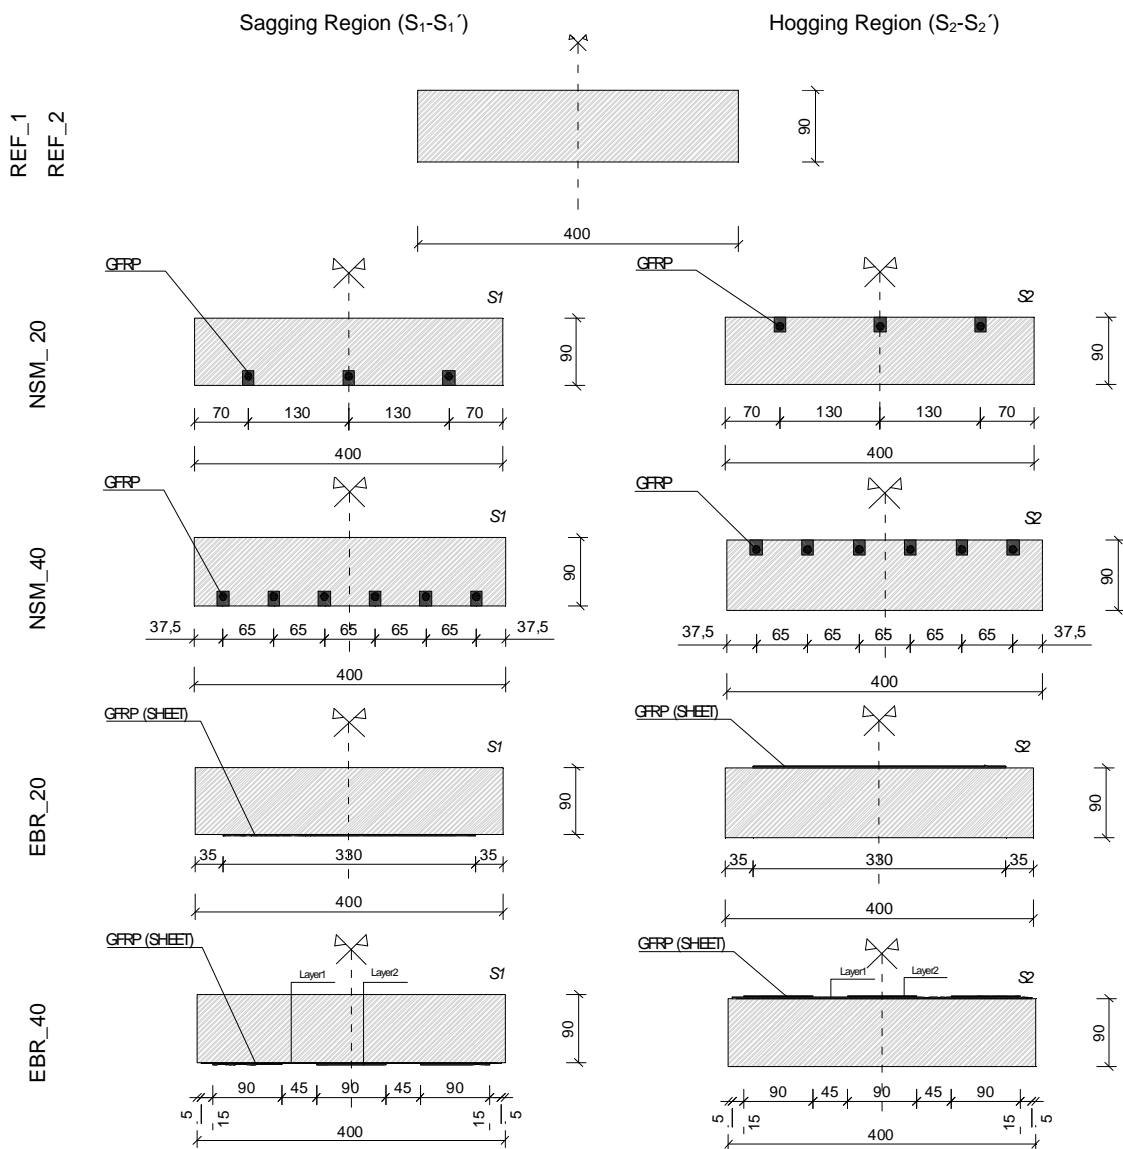 Sagging Region (S1-S1´)
Hogging Region (S2-S2´)
REF_1
REF_2
90
400
NSM_ 20
GFRP
S1
90
70 130 130 70
400
GFRP
S2
90
70 130 130 70
400
NSM_40
GFRP
S1
90
37,5 65 65 65 65 65 37,5
400
GFRP
S2
90
37,5 65 65 65 65 65 37,5
400
EBR_20
GFRP (SHEET)
S1
90
35 330 35
400
GFRP (SHEET)
S2
90
35 330 35
400
EBR_40
GFRP (SHEET)
S1
Layer1 Layer2
90
5 15 90 45 90 45 90 15 5
400
GFRP (SHEET)
S2
Layer1 Layer2
90
5 15 90 45 90 45 90 15 5
400